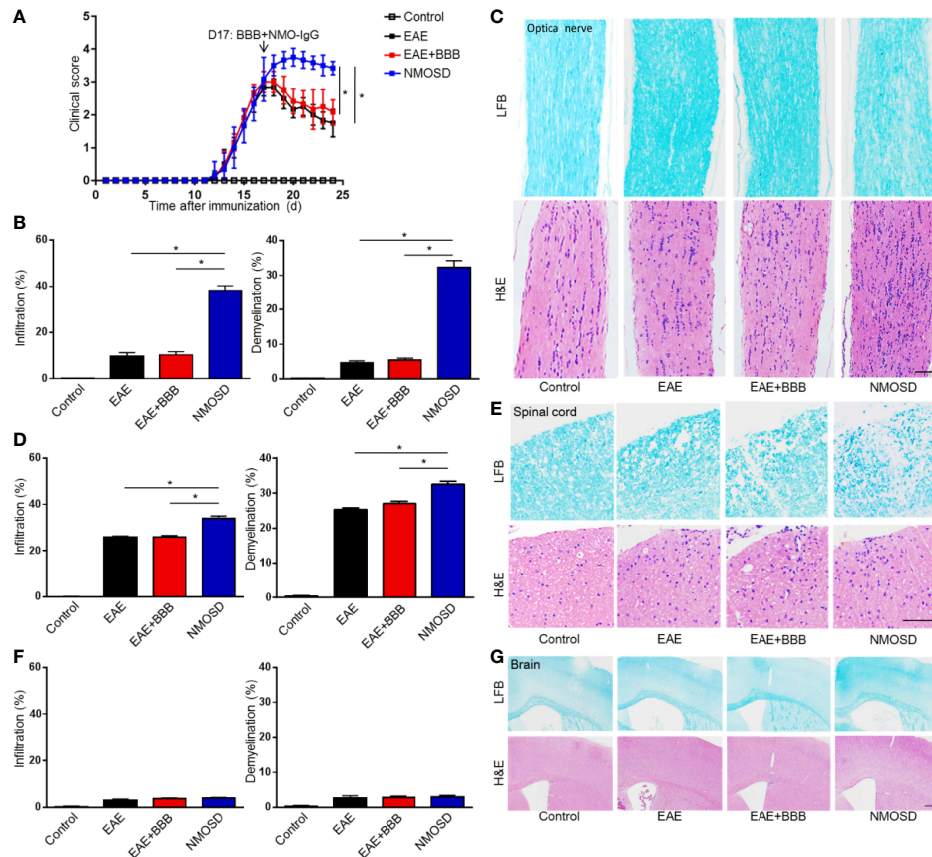 A
D17: BBB+NMO-IgG
Control
EAE
EAE+BBB
NMOSD
Clinical score
5
4
3
2
1
0
* *
0 5 10 15 20 25
Time after immunization (d)
B
Infiltration (%)
60
40
20
0
*
*
Control EAE EAE+BBB NMOSD
Demyelination (%)
40
30
20
10
0
*
*
Control EAE EAE+BBB NMOSD
C
Optica nerve
LFB
H&E
Control EAE EAE+BBB NMOSD
D
Infiltration (%)
60
40
20
0
*
*
Control EAE EAE+BBB NMOSD
Demyelination (%)
40
30
20
10
0
*
*
Control EAE EAE+BBB NMOSD
E
Spinal cord
LFB
H&E
Control EAE EAE+BBB NMOSD
F
Infiltration (%)
60
40
20
0
Control EAE EAE+BBB NMOSD
Demyelination (%)
40
30
20
10
0
Control EAE EAE+BBB NMOSD
G
Brain
LFB
H&E
Control EAE EAE+BBB NMOSD